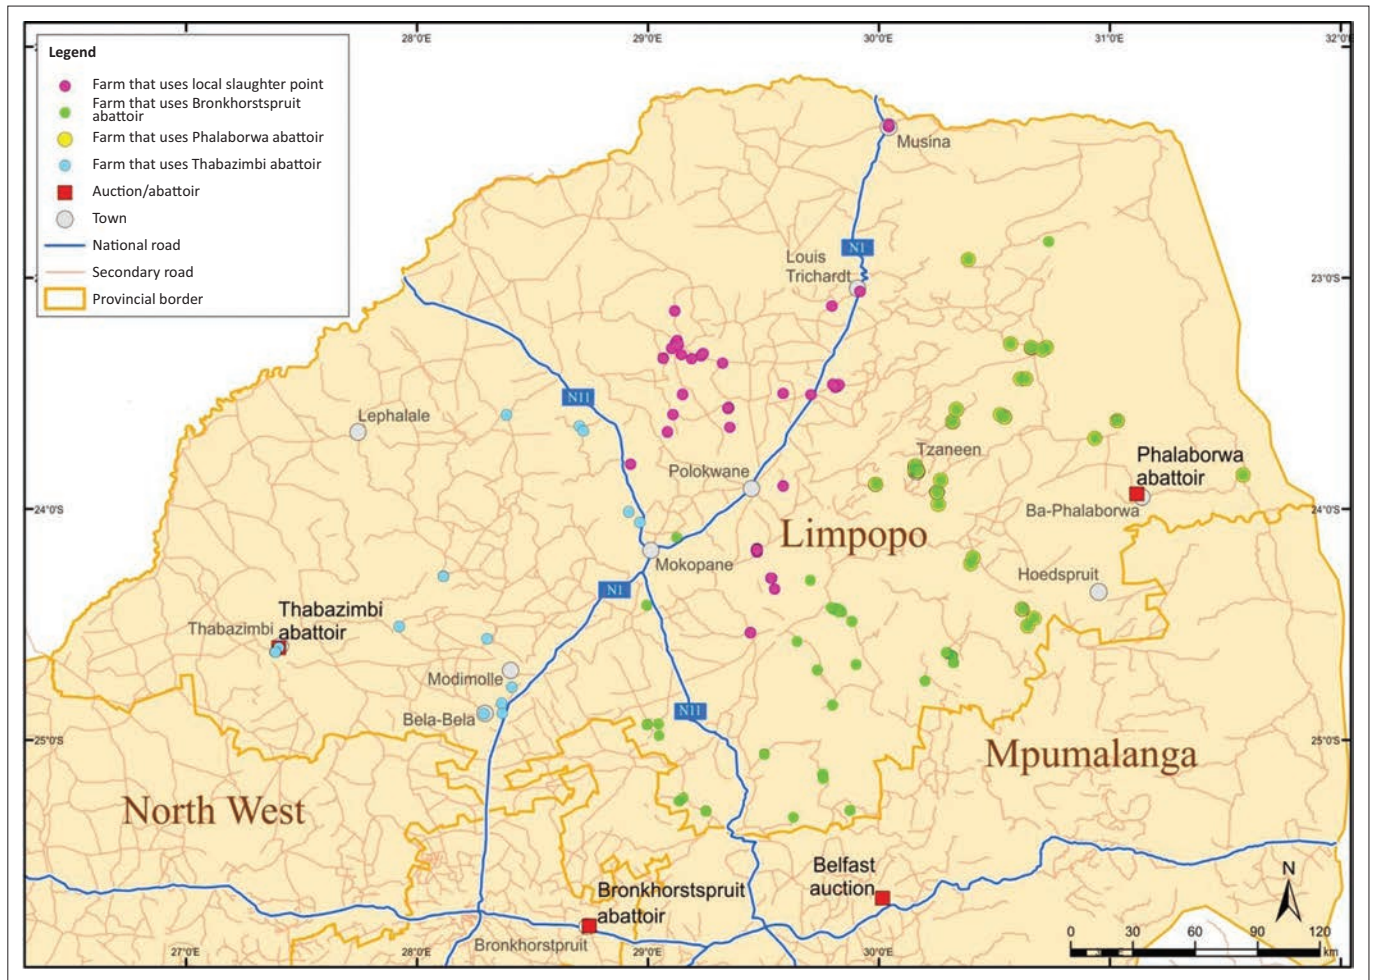 28°0'E
29°0'E
30°0'E
31°0'E
32°0'E
Legend
Farm that uses local slaughter point
Farm that uses Bronkhorstspruit
abattoir
Farm that uses Phalaborwa abattoir
Farm that uses Thabazimbi abattoir
Auction/abattoir
Town
National road
Secondary road
Provincial border
Musina
N1
Louis
Trichardt
23°0'S
N11
Lephalale
Tzaneen
Polokwane
Phalaborwa
abattoir
Ba-Phalaborwa
24°0'S
24°0'S
Limpopo
Mokopane
Hoedspruit
N1
Thabazimbi
abattoir
Thabazimbi
Modimolle
Bela-Bela
N11
25°0'S
25°0'S
Mpumalanga
North West
Belfast
auction
Bronkhorstspruit
abattoir
Bronkhorstpruit
N
0 30 60 90 120
km
27°0'E
28°0'E
29°0'E
30°0'E